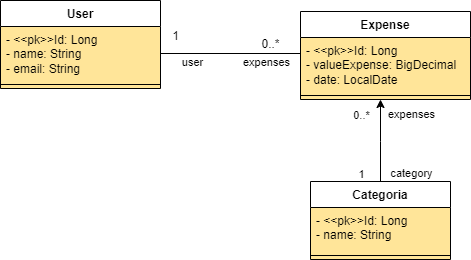 User
- <<pk>>Id: Long
- name: String
- email: String
1
user
0..*
expenses
Expense
- <<pk>>Id: Long
- valueExpense: BigDecimal
- date: LocalDate
0..*
expenses
1
category
Categoria
- <<pk>>Id: Long
- name: String